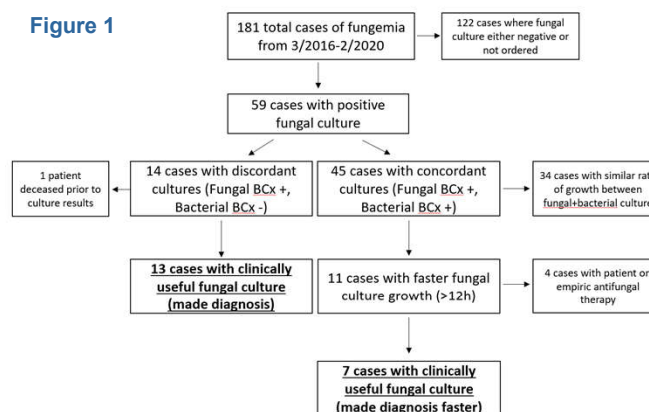 Figure 1
181 total cases of fungemia
from 3/2016-2/2020
122 cases where fungal
culture either negative or
not ordered
59 cases with positive
fungal culture
1 patient
deceased prior to
culture results
14 cases with discordant
cultures (Fungal BCx +,
Bacterial BCx -)
45 cases with concordant
cultures (Fungal BCx +,
Bacterial BCx +)
34 cases with similar rat
of growth between
fungal+bacterial culture
13 cases with clinically
useful fungal culture
(made diagnosis)
11 cases with faster fungal
culture growth (>12h)
4 cases with patient on
empiric antifungal
therapy
7 cases with clinically
useful fungal culture
(made diagnosis faster)